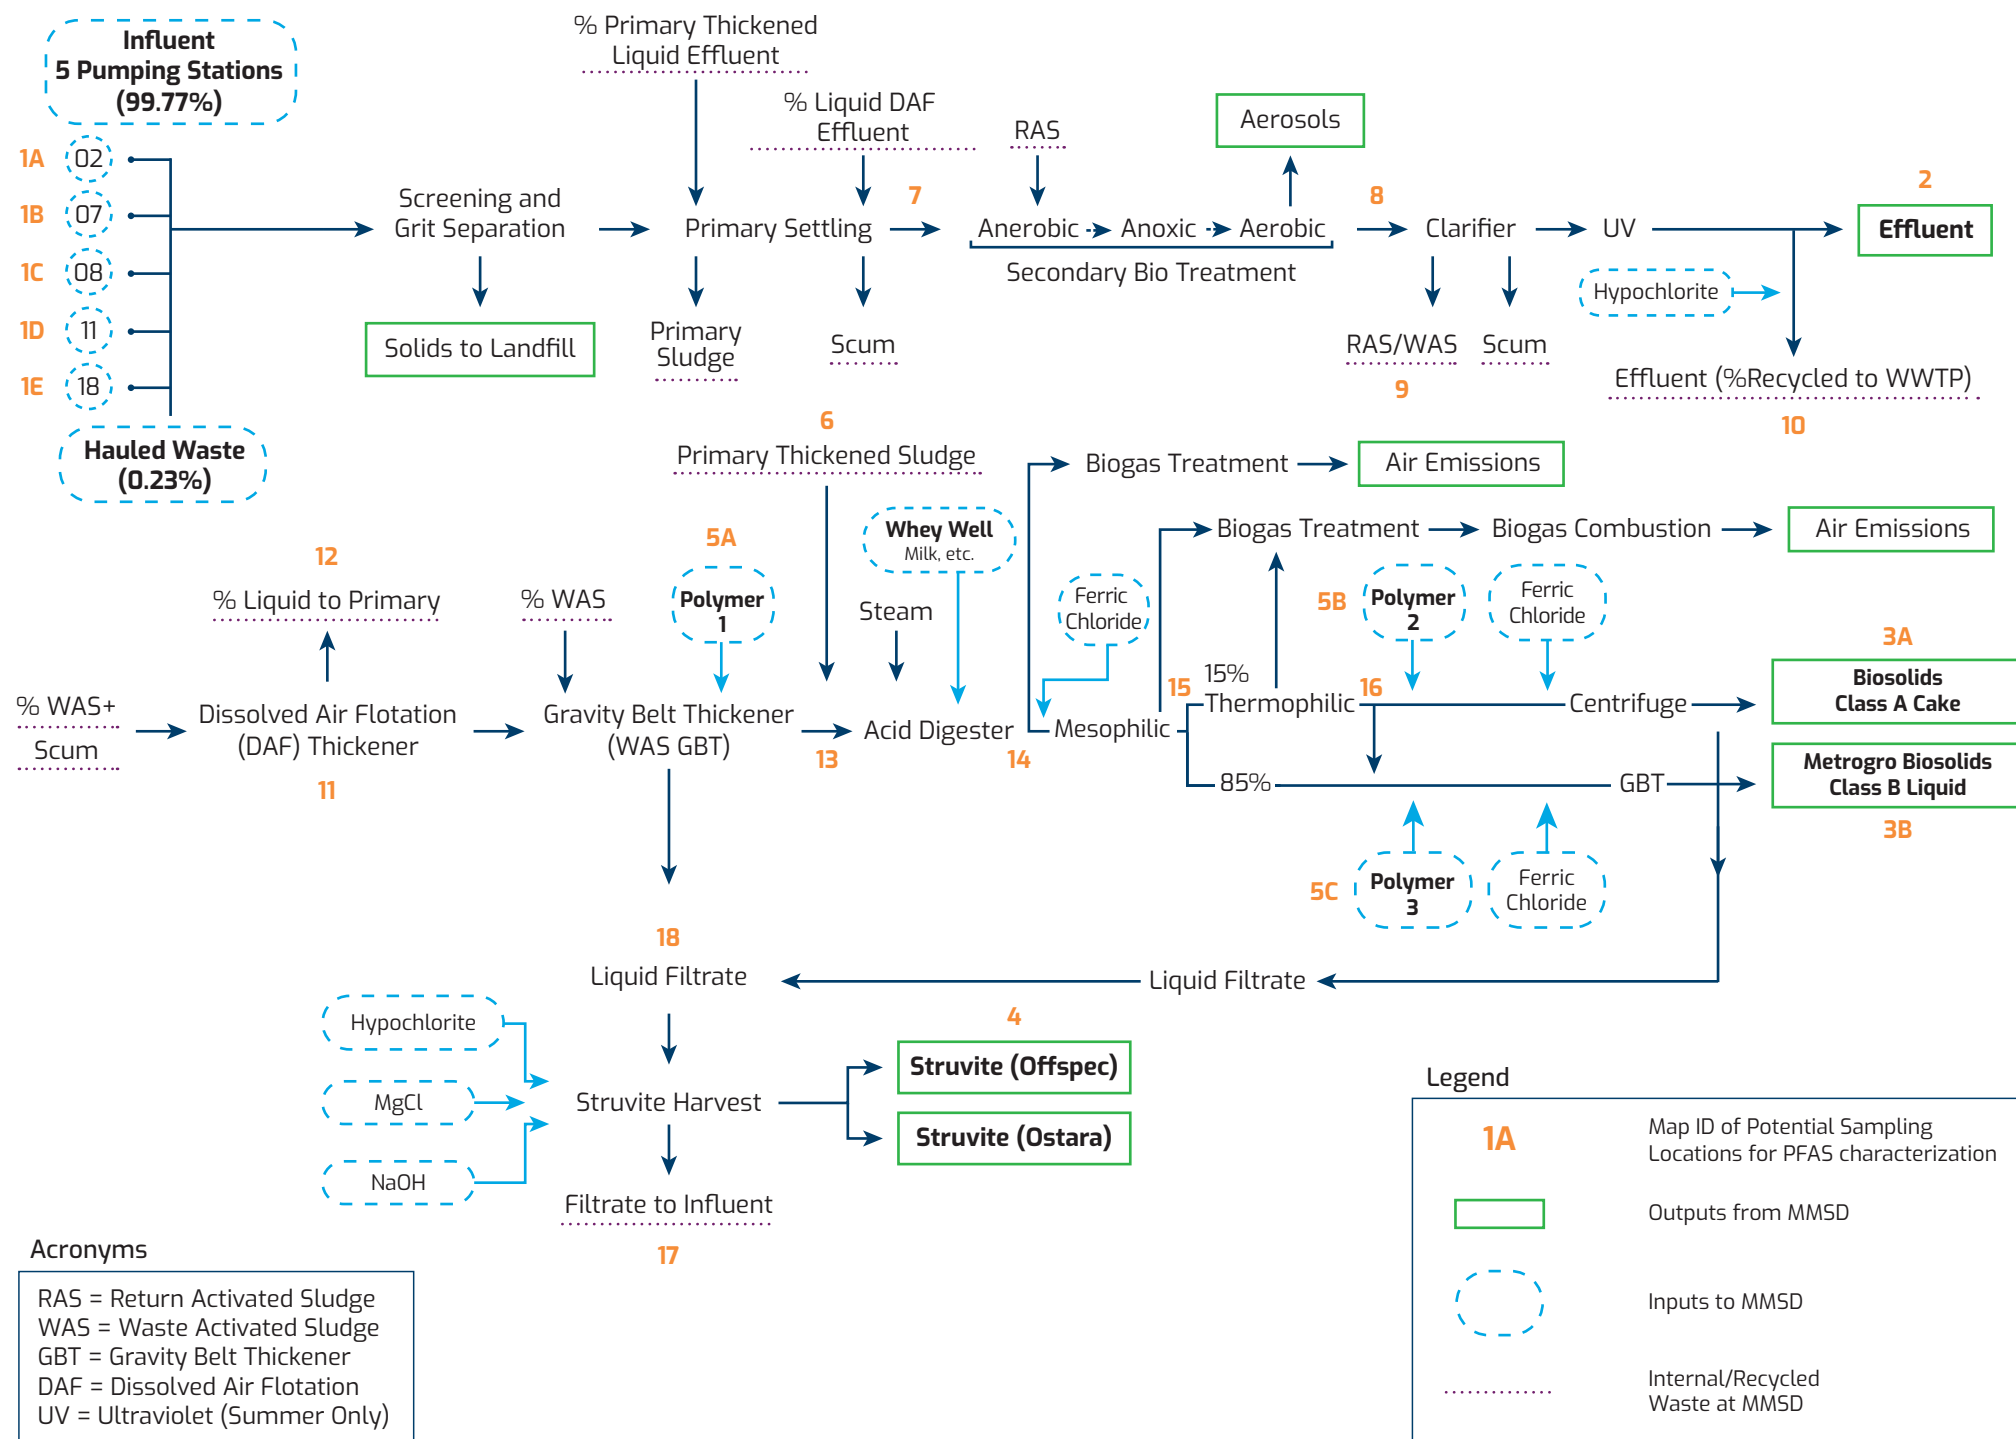 Influent
5 Pumping Stations
(99.77%)
1A 02
1B 07
1C 08
1D 11
1E 18
Hauled Waste
(0.23%)
Screening and
Grit Separation
Solids to Landfill
% Primary Thickened
Liquid Effluent
% Liquid DAF
Effluent
Primary Settling
7
Primary
Sludge
Scum
RAS
Anerobic
Anoxic
Aerobic
Secondary Bio Treatment
Aerosols
8
Clarifier
RAS/WAS
9
Scum
UV
Hypochlorite
2
Effluent
Effluent (%Recycled to WWTP)
10
6
Primary Thickened Sludge
Biogas Treatment
Air Emissions
Biogas Treatment
Biogas Combustion
Air Emissions
12
% Liquid to Primary
% WAS
5A
Polymer
1
Whey Well
Milk, etc.
Steam
Ferric
Chloride
5B
Polymer
2
Ferric
Chloride
% WAS+
Scum
Dissolved Air Flotation
(DAF) Thickener
11
Gravity Belt Thickener
(WAS GBT)
13
Acid Digester
14
Mesophilic
15
15%
Thermophilic
16
Centrifuge
3A
Biosolids
Class A Cake
85%
GBT
Metrogro Biosolids
Class B Liquid
3B
5C
Polymer
3
Ferric
Chloride
18
Liquid Filtrate
Liquid Filtrate
Hypochlorite
MgCl
NaOH
Struvite Harvest
4
Struvite (Offspec)
Struvite (Ostara)
Filtrate to Influent
17
Acronyms
RAS = Return Activated Sludge
WAS = Waste Activated Sludge
GBT = Gravity Belt Thickener
DAF = Dissolved Air Flotation
UV = Ultraviolet (Summer Only)
Legend
1A
Map ID of Potential Sampling
Locations for PFAS characterization
Outputs from MMSD
Inputs to MMSD
Internal/Recycled
Waste at MMSD